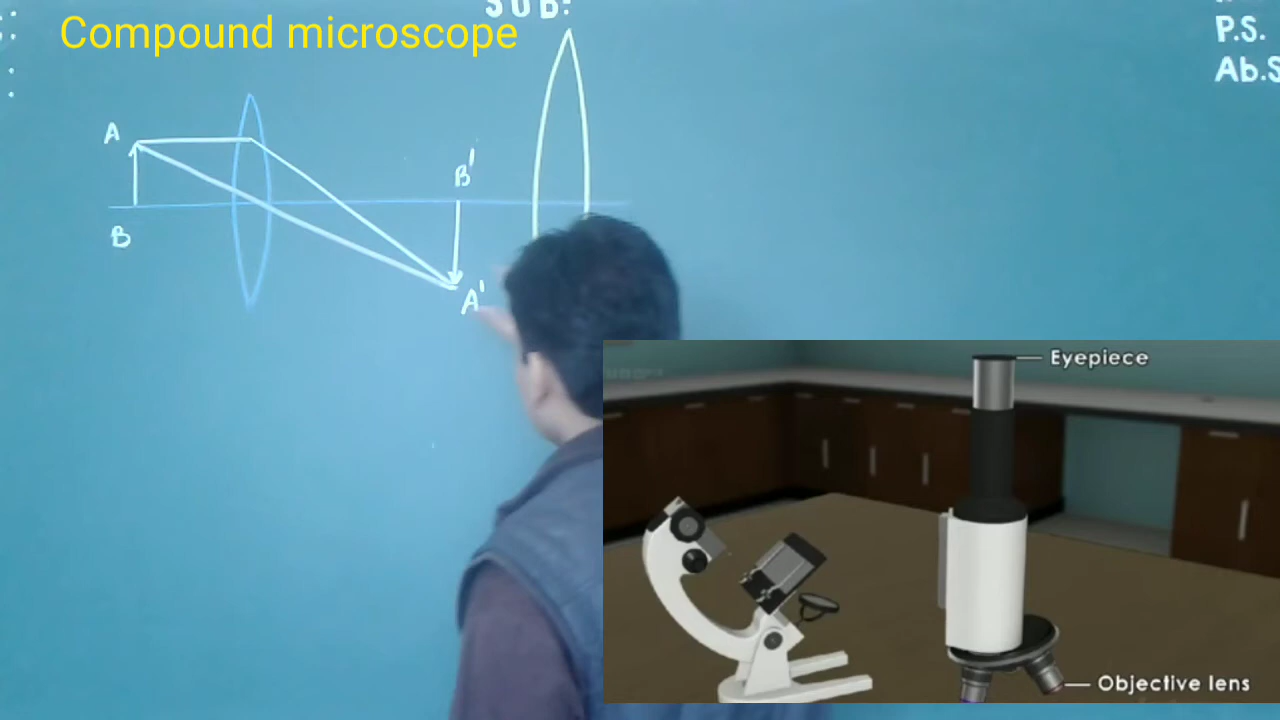 SUB:
Compound microscope
P.S.
Ab.S
A
B'
B
A'
Eyepiece
Objective lens